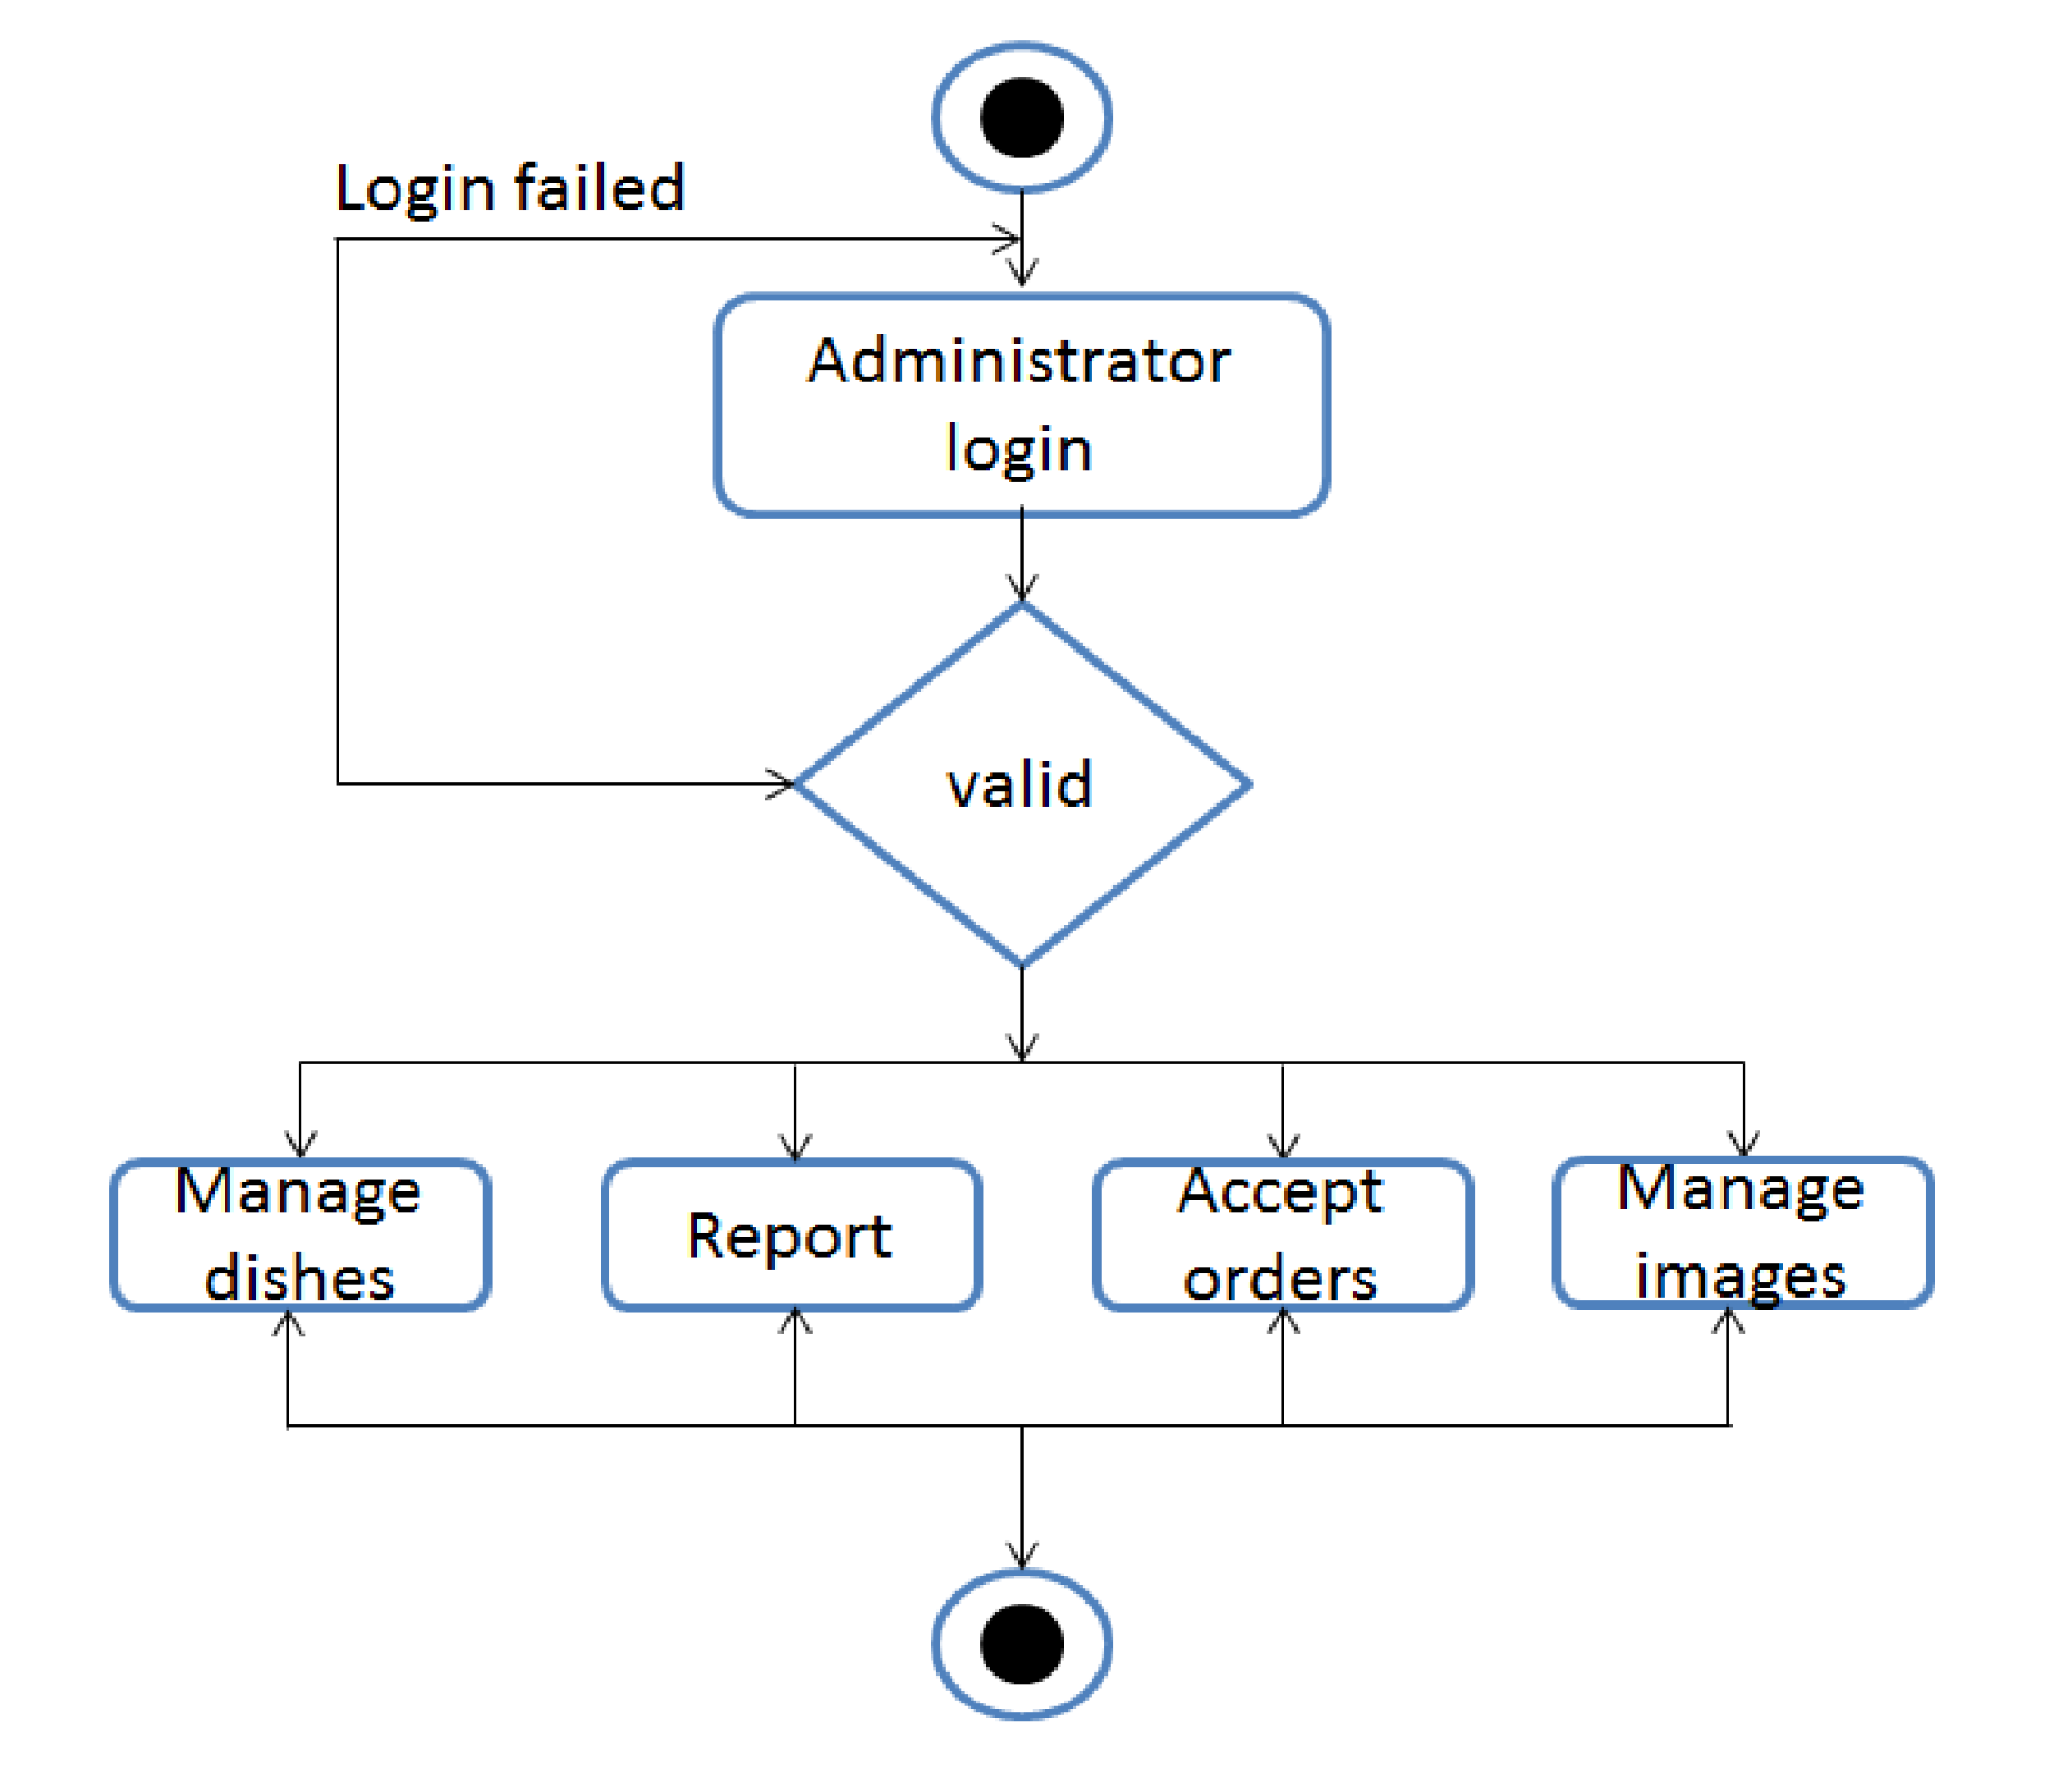 Login failed
Administrator
login
valid
Manage
dishes
Report
Accept
orders
Manage
images